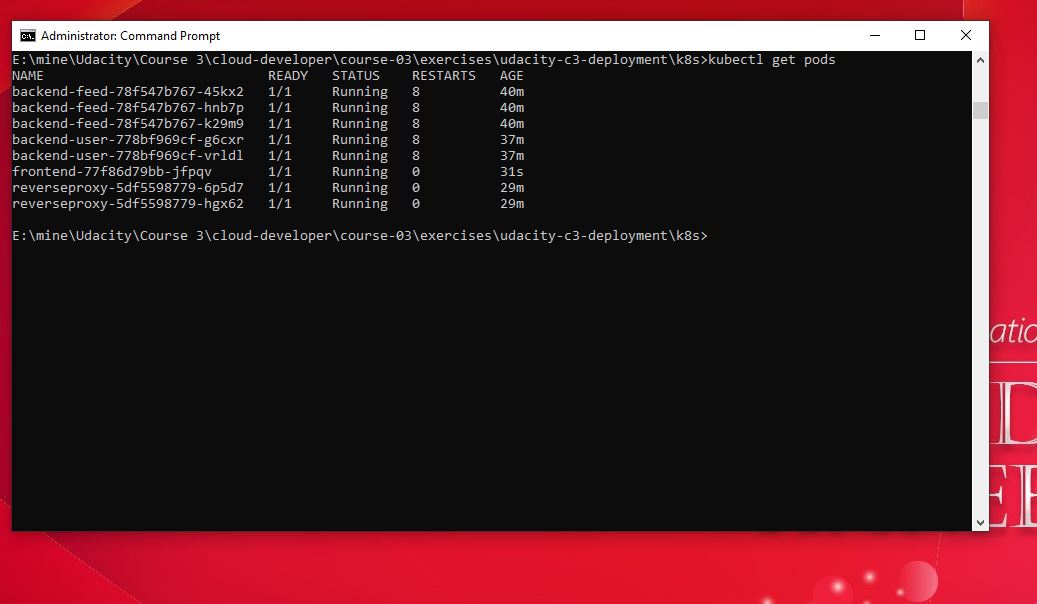 Administrator: Command Prompt
E:\mine\Udacity\Course 3\cloud-developer\course-03\exercises\udacity-c3-deployment\k8s>kubectl get pods
NAME READY STATUS RESTARTS AGE
backend-feed-78f547b767-45kx2 1/1 Running 8 40m
backend-feed-78f547b767-hnb7p 1/1 Running 8 40m
backend-feed-78f547b767-k29m9 1/1 Running 8 40m
backend-user-778bf969cf-g6cxr 1/1 Running 8 37m
backend-user-778bf969cf-vrldl 1/1 Running 8 37m
frontend-77f86d79bb-jfpqv 1/1 Running 0 31s
reverseproxy-5df5598779-6p5d7 1/1 Running 0 29m
reverseproxy-5df5598779-hgx62 1/1 Running 0 29m
E:\mine\Udacity\Course 3\cloud-developer\course-03\exercises\udacity-c3-deployment\k8s>